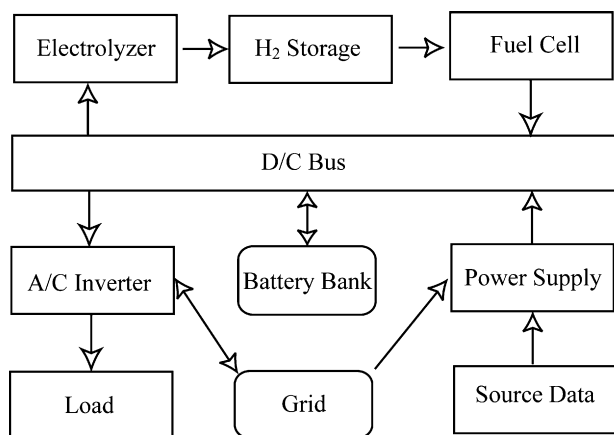 Electrolyzer
H₂ Storage
Fuel Cell
D/C Bus
A/C Inverter
Battery Bank
Power Supply
Load
Grid
Source Data